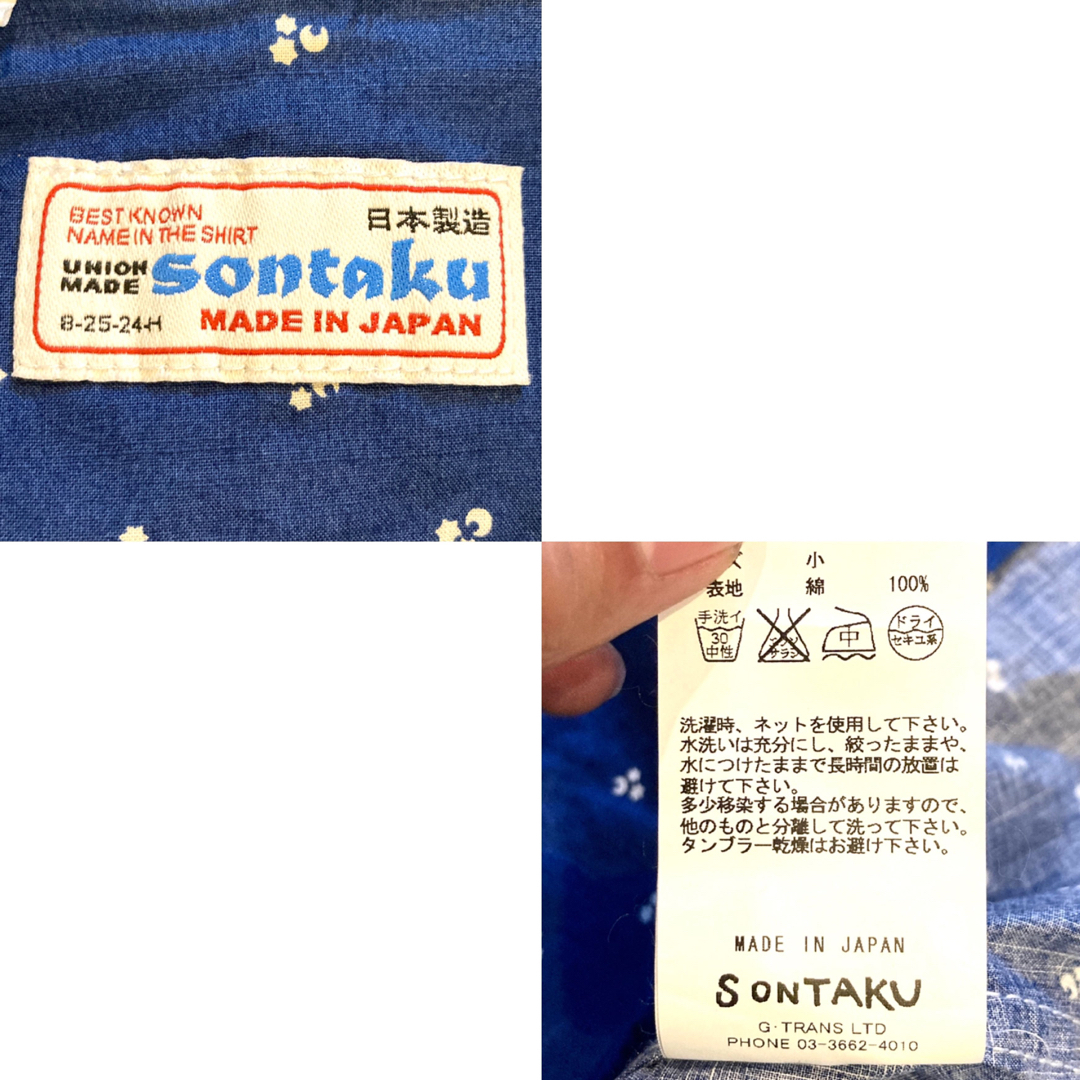 BEST KNOWN
NAME IN THE SHIRT
日本製造
UNION
MADE
sontaku
8-25-24-H
MADE IN JAPAN
小
表地 綿 100%
手洗イ
30
中性
中
ドライ
セキユ系
洗濯時、ネットを使用して下さい。
水洗いは充分にし、絞ったままや、
水につけたままで長時間の放置は
避けて下さい。
多少移染する場合がありますので、
他のものと分離して洗って下さい。
タンブラー乾燥はお避け下さい。
MADE IN JAPAN
SONTAKU
G·TRANS LTD
PHONE 03-3662-4010